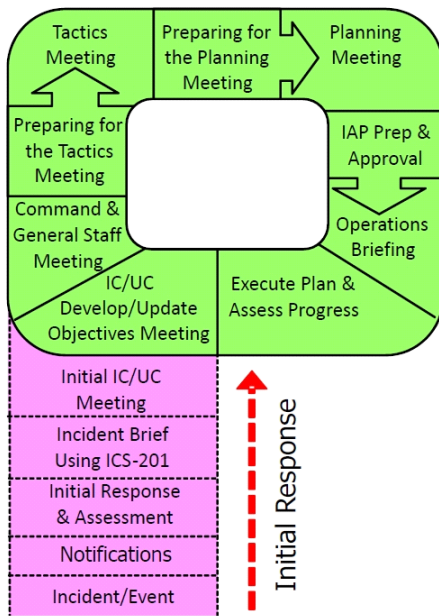 Tactics
Meeting
Preparing for
the Planning
Meeting
Planning
Meeting
Preparing for
the Tactics
Meeting
IAP Prep &
Approval
Command &
General Staff
Meeting
Operations
Briefing
IC/UC
Develop/Update
Objectives Meeting
Execute Plan &
Assess Progress
Initial IC/UC
Meeting
Incident Brief
Using ICS-201
Initial Response
& Assessment
Notifications
Incident/Event
Initial Response